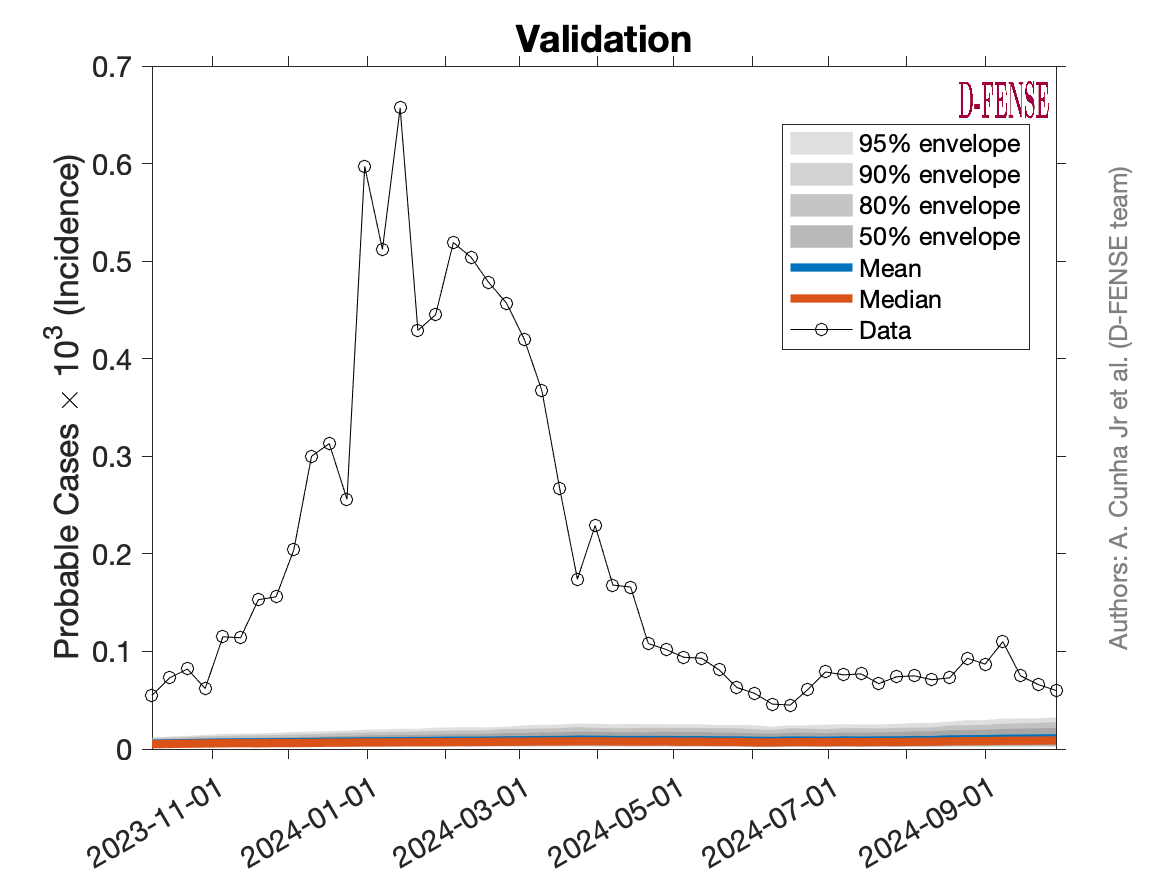 Validation
D-FENSE
95% envelope
90% envelope
80% envelope
50% envelope
Mean
Median
Data
Probable Cases × 10³ (Incidence)
0.7
0.6
0.5
0.4
0.3
0.2
0.1
0
2023-11-01
2024-01-01
2024-03-01
2024-05-01
2024-07-01
2024-09-01
Authors: A. Cunha Jr et al. (D-FENSE team)